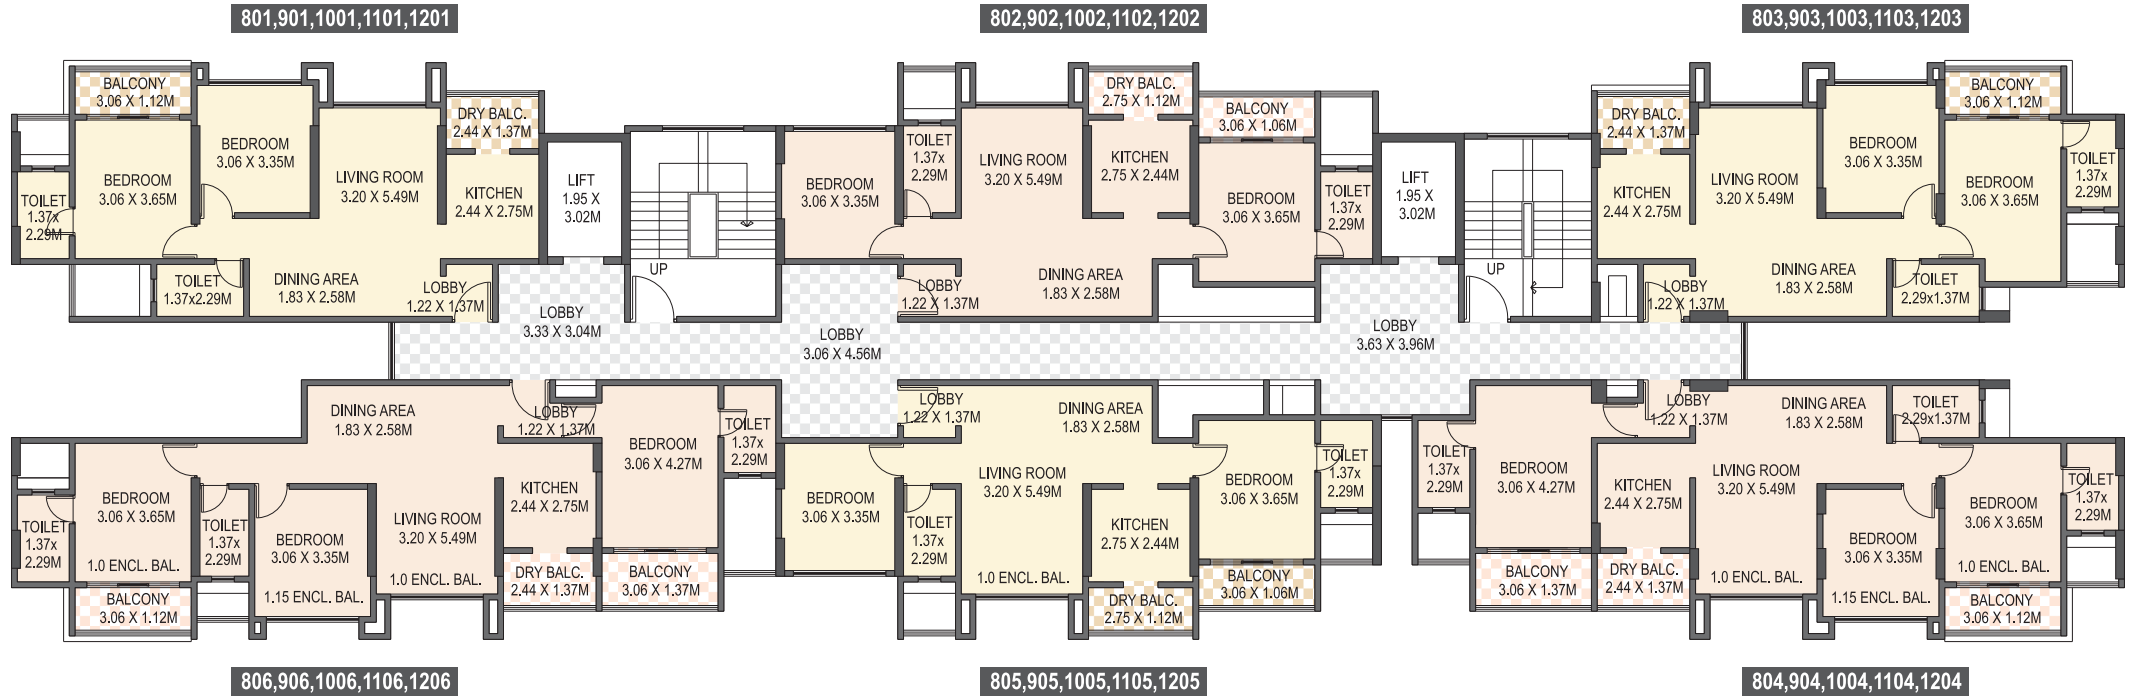 801,901,1001,1101,1201
802,902,1002,1102,1202
803,903,1003,1103,1203
BALCONY
3.06 X 1.12M
BEDROOM
3.06 X 3.35M
DRY BALC.
2.44 X 1.37M
BEDROOM
3.06 X 3.65M
LIVING ROOM
3.20 X 5.49M
KITCHEN
2.44 X 2.75M
TOILET
1.37x
2.29M
TOILET
1.37x2.29M
DINING AREA
1.83 X 2.58M
LOBBY
1.22 X 1.37M
LIFT
1.95 X
3.02M
UP
LOBBY
3.33 X 3.04M
BEDROOM
3.06 X 3.35M
TOILET
1.37x
2.29M
LIVING ROOM
3.20 X 5.49M
DRY BALC.
2.75 X 1.12M
KITCHEN
2.75 X 2.44M
BALCONY
3.06 X 1.06M
BEDROOM
3.06 X 3.65M
TOILET
1.37x
2.29M
LOBBY
1.22 X 1.37M
DINING AREA
1.83 X 2.58M
LOBBY
3.06 X 4.56M
LIFT
1.95 X
3.02M
UP
LOBBY
3.63 X 3.96M
DRY BALC.
2.44 X 1.37M
KITCHEN
2.44 X 2.75M
LIVING ROOM
3.20 X 5.49M
BEDROOM
3.06 X 3.35M
BALCONY
3.06 X 1.12M
BEDROOM
3.06 X 3.65M
TOILET
1.37x
2.29M
LOBBY
1.22 X 1.37M
DINING AREA
1.83 X 2.58M
TOILET
2.29x1.37M
DINING AREA
1.83 X 2.58M
LOBBY
1.22 X 1.37M
BEDROOM
3.06 X 4.27M
TOILET
1.37x
2.29M
BEDROOM
3.06 X 3.65M
1.0 ENCL. BAL.
TOILET
1.37x
2.29M
TOILET
1.37x
2.29M
BEDROOM
3.06 X 3.35M
1.15 ENCL. BAL.
LIVING ROOM
3.20 X 5.49M
1.0 ENCL. BAL.
KITCHEN
2.44 X 2.75M
DRY BALC.
2.44 X 1.37M
BALCONY
3.06 X 1.37M
BALCONY
3.06 X 1.12M
LOBBY
1.22 X 1.37M
DINING AREA
1.83 X 2.58M
BEDROOM
3.06 X 3.35M
TOILET
1.37x
2.29M
LIVING ROOM
3.20 X 5.49M
1.0 ENCL. BAL.
KITCHEN
2.75 X 2.44M
DRY BALC.
2.75 X 1.12M
BEDROOM
3.06 X 3.65M
BALCONY
3.06 X 1.06M
TOILET
1.37x
2.29M
TOILET
1.37x
2.29M
BEDROOM
3.06 X 4.27M
BALCONY
3.06 X 1.37M
LOBBY
1.22 X 1.37M
DINING AREA
1.83 X 2.58M
TOILET
2.29x1.37M
KITCHEN
2.44 X 2.75M
DRY BALC.
2.44 X 1.37M
LIVING ROOM
3.20 X 5.49M
1.0 ENCL. BAL.
BEDROOM
3.06 X 3.35M
1.15 ENCL. BAL.
BEDROOM
3.06 X 3.65M
1.0 ENCL. BAL.
TOILET
1.37x
2.29M
BALCONY
3.06 X 1.12M
806,906,1006,1106,1206
805,905,1005,1105,1205
804,904,1004,1104,1204